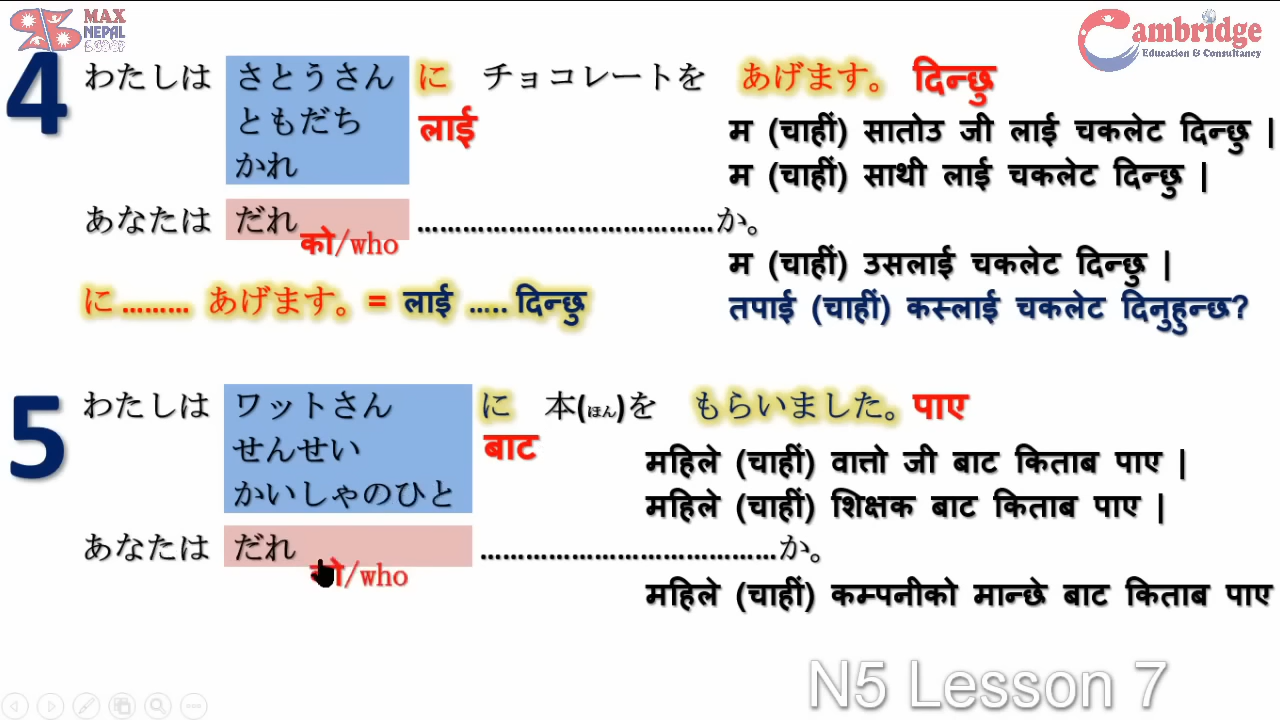 MAX
NEPAL
Cambridge
Education & Consultancy
4
わたしは さとうさん に チョコレートを あげます。 दिन्छु
ともだち लाई
かれ
म (चाहीं) सातोउ जी लाई चकलेट दिन्छु |
म (चाहीं) साथी लाई चकलेट दिन्छु |
あなたは だれ ………………………………… か。
को/who
म (चाहीं) उसलाई चकलेट दिन्छु |
に ……… あげます。 = लाई ….. दिन्छु
तपाई (चाहीं) कस्लाई चकलेट दिनुहुन्छ?
5
わたしは ワットさん に 本(ほん)を もらいました。 पाए
せんせい बाट
かいしゃのひと
महिले (चाहीं) वात्तो जी बाट किताब पाए |
महिले (चाहीं) शिक्षक बाट किताब पाए |
あなたは だれ ………………………………… か。
को/who
महिले (चाहीं) कम्पनीको मान्छे बाट किताब पाए
N5 Lesson 7